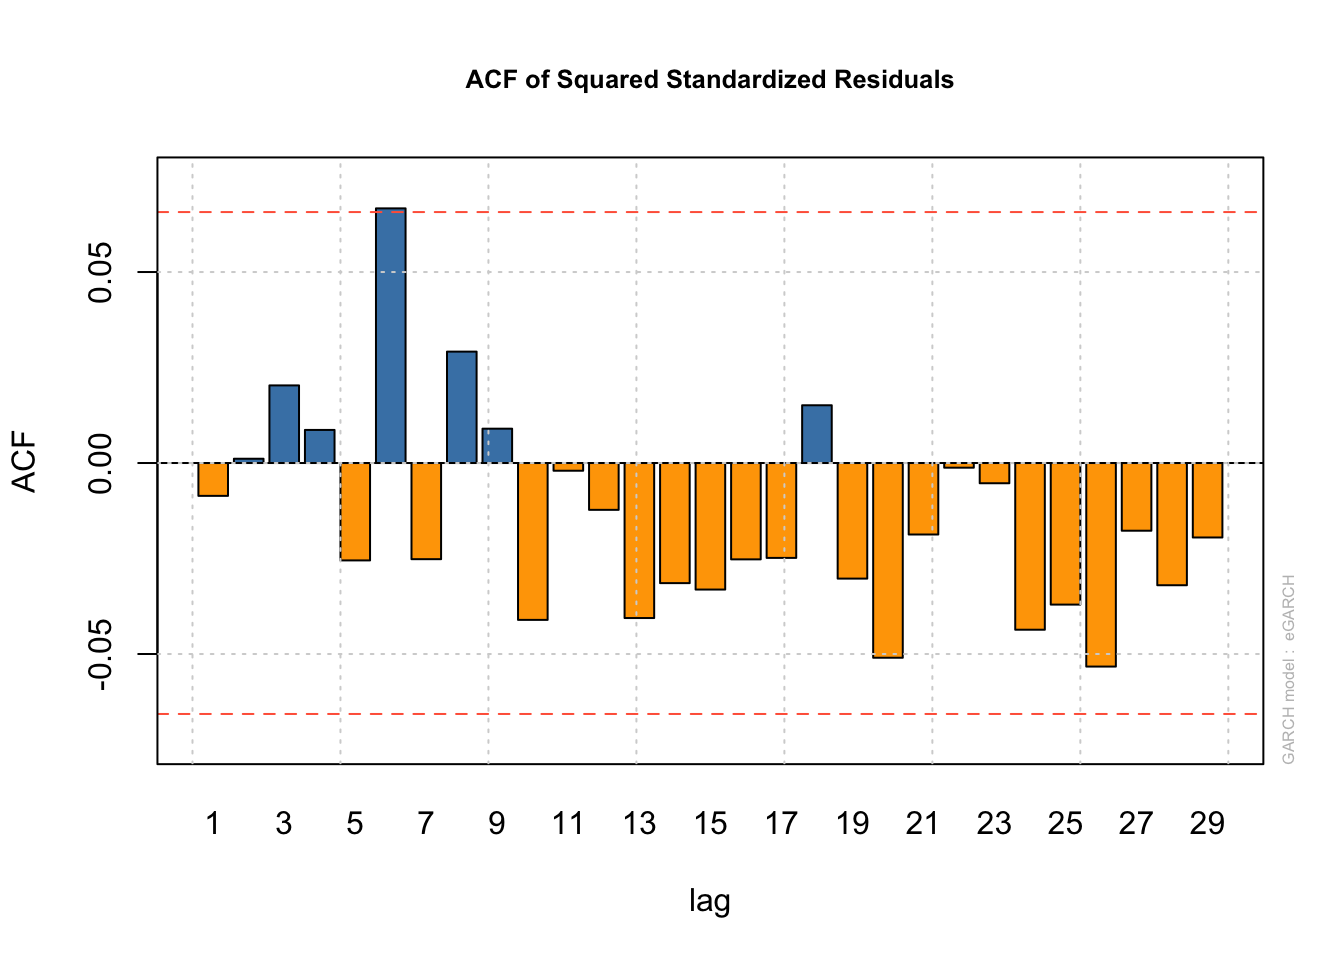 ACF of Squared Standardized Residuals
ACF
0.05
0.00
-0.05
1 3 5 7 9 11 13 15 17 19 21 23 25 27 29
lag
GARCH model : eGARCH